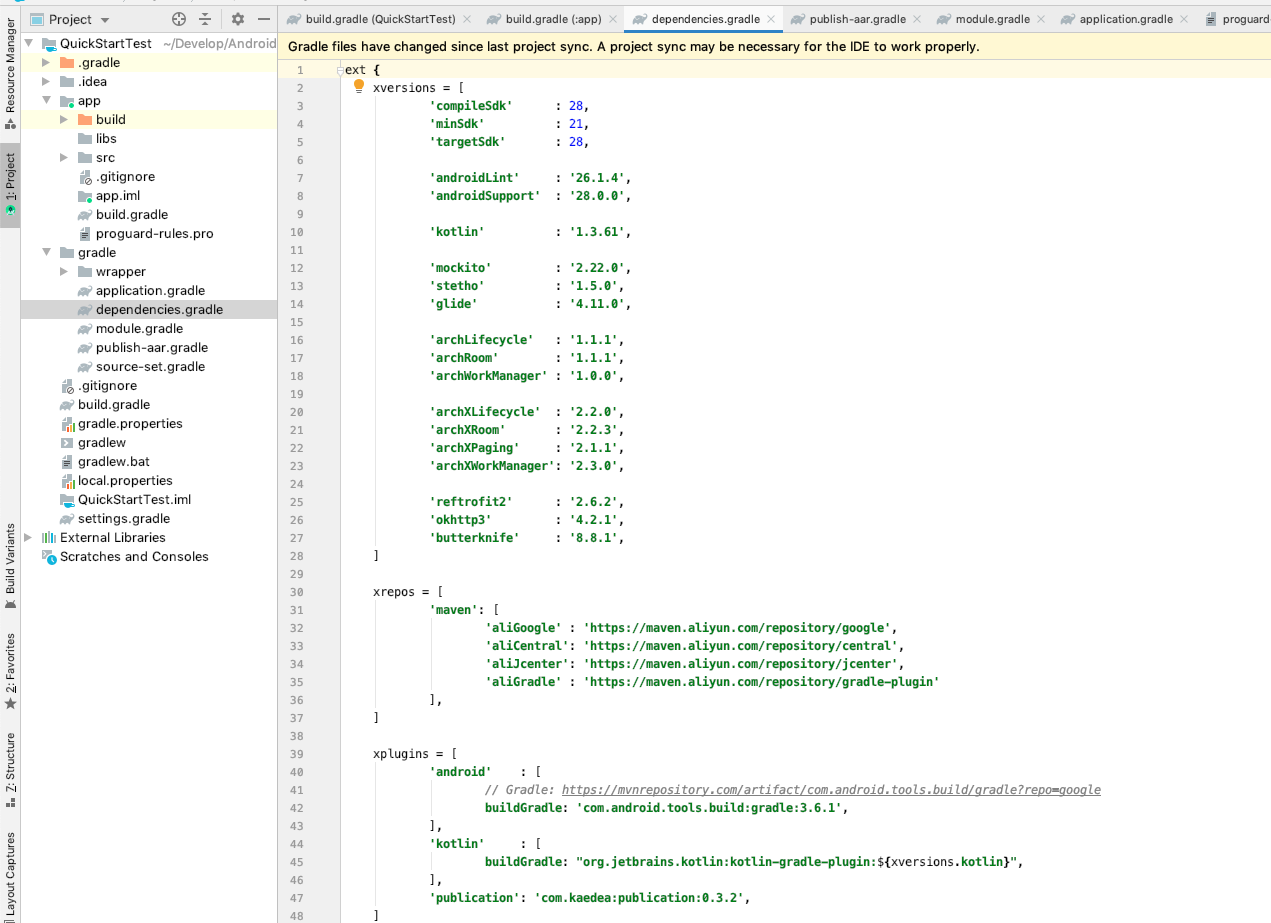 Resource Manager
1: Project
Build Variants
2: Favorites
Z: Structure
Layout Captures
Project
QuickStartTest ~/Develop/Android
.gradle
.idea
app
build
libs
src
.gitignore
app.iml
build.gradle
proguard-rules.pro
gradle
wrapper
application.gradle
dependencies.gradle
module.gradle
publish-aar.gradle
source-set.gradle
.gitignore
build.gradle
gradle.properties
gradlew
gradlew.bat
local.properties
QuickStartTest.iml
settings.gradle
External Libraries
Scratches and Consoles
build.gradle (QuickStartTest) build.gradle (:app) dependencies.gradle publish-aar.gradle module.gradle application.gradle proguard
Gradle files have changed since last project sync. A project sync may be necessary for the IDE to work properly.
1 ext {
2 xversions = [
3 'compileSdk' : 28,
4 'minSdk' : 21,
5 'targetSdk' : 28,
6
7 'androidLint' : '26.1.4',
8 'androidSupport' : '28.0.0',
9
10 'kotlin' : '1.3.61',
11
12 'mockito' : '2.22.0',
13 'stetho' : '1.5.0',
14 'glide' : '4.11.0',
15
16 'archLifecycle' : '1.1.1',
17 'archRoom' : '1.1.1',
18 'archWorkManager' : '1.0.0',
19
20 'archXLifecycle' : '2.2.0',
21 'archXRoom' : '2.2.3',
22 'archXPaging' : '2.1.1',
23 'archXWorkManager': '2.3.0',
24
25 'reftrofit2' : '2.6.2',
26 'okhttp3' : '4.2.1',
27 'butterknife' : '8.8.1',
28 ]
29
30 xrepos = [
31 'maven': [
32 'aliGoogle' : 'https://maven.aliyun.com/repository/google',
33 'aliCentral': 'https://maven.aliyun.com/repository/central',
34 'aliJcenter': 'https://maven.aliyun.com/repository/jcenter',
35 'aliGradle' : 'https://maven.aliyun.com/repository/gradle-plugin'
36 ],
37 ]
38
39 xplugins = [
40 'android' : [
41 // Gradle: https://mvnrepository.com/artifact/com.android.tools.build/gradle?repo=google
42 buildGradle: 'com.android.tools.build:gradle:3.6.1',
43 ],
44 'kotlin' : [
45 buildGradle: "org.jetbrains.kotlin:kotlin-gradle-plugin:${xversions.kotlin}",
46 ],
47 'publication': 'com.kaedea:publication:0.3.2',
48 ]